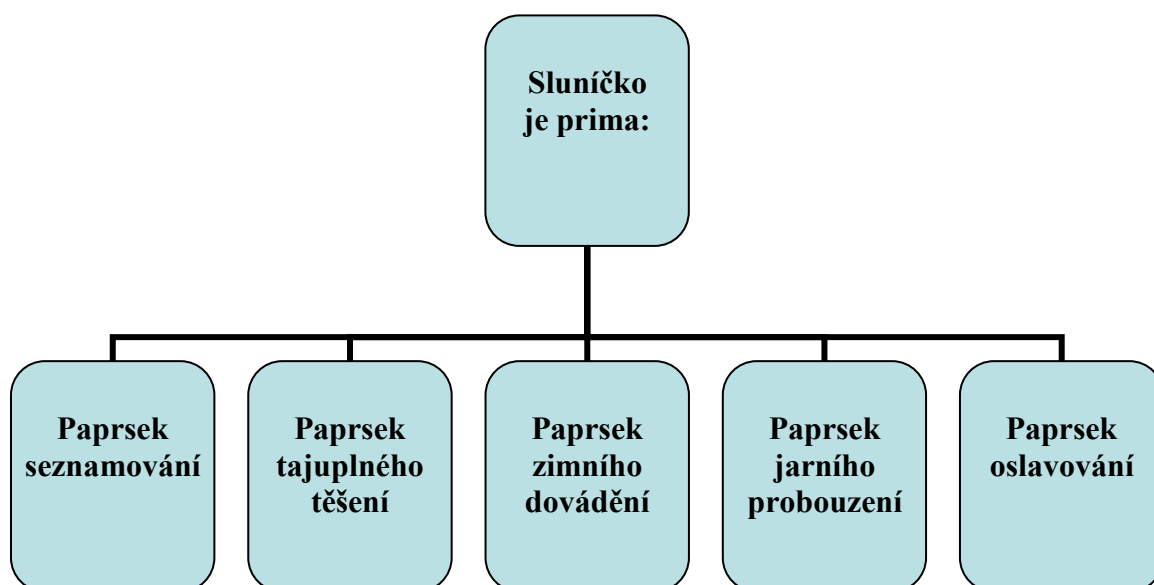 Sluníčko
je prima:
Paprsek
seznamování
Paprsek
tajuplného
těšení
Paprsek
zimního
dovádění
Paprsek
jarního
probouzení
Paprsek
oslavování